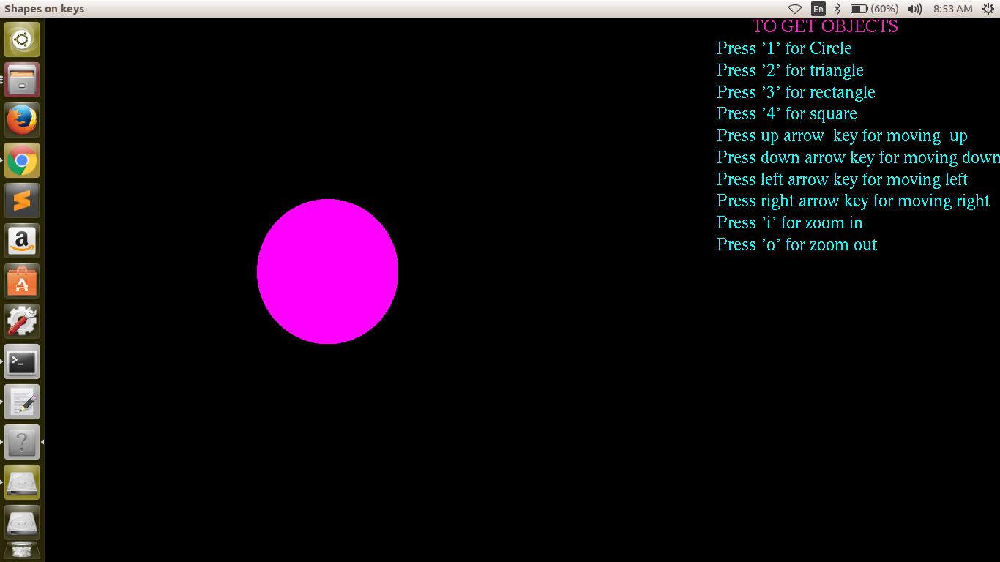 Shapes on keys
En
(60%)
8:53 AM
TO GET OBJECTS
Press ’1’ for Circle
Press ’2’ for triangle
Press ’3’ for rectangle
Press ’4’ for square
Press up arrow  key for moving  up
Press down arrow key for moving down
Press left arrow key for moving left
Press right arrow key for moving right
Press ’i’ for zoom in
Press ’o’ for zoom out
a
A
>_
?